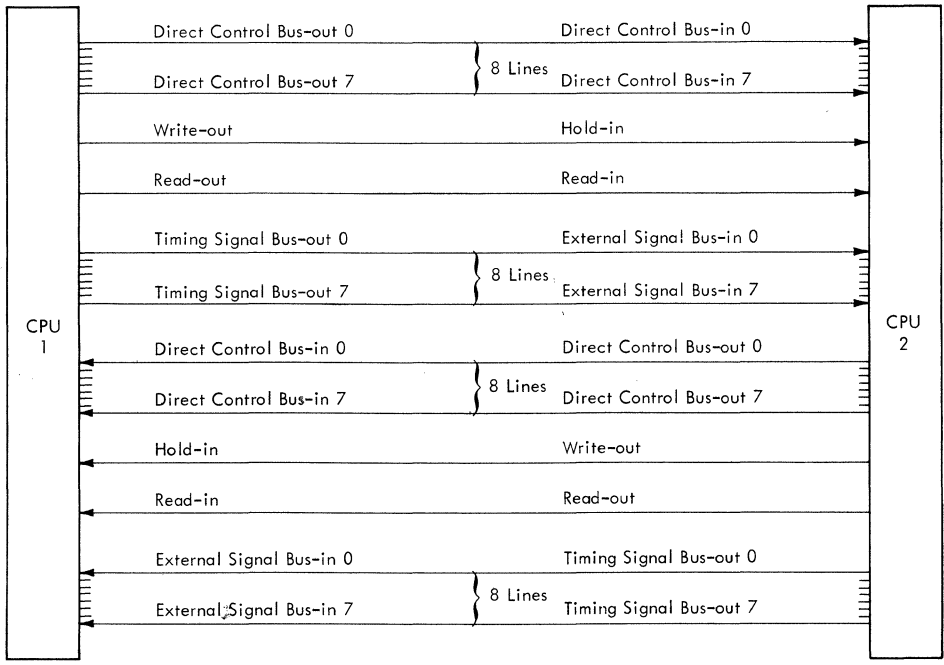 Direct Control Bus-out 0 Direct Control Bus-in 0
8 Lines
Direct Control Bus-out 7 Direct Control Bus-in 7
Write-out Hold-in
Read-out Read-in
Timing Signal Bus-out 0 External Signal Bus-in 0
8 Lines
Timing Signal Bus-out 7 External Signal Bus-in 7
CPU
1
CPU
2
Direct Control Bus-in 0 Direct Control Bus-out 0
8 Lines
Direct Control Bus-in 7 Direct Control Bus-out 7
Hold-in Write-out
Read-in Read-out
External Signal Bus-in 0 Timing Signal Bus-out 0
8 Lines
External Signal Bus-in 7 Timing Signal Bus-out 7